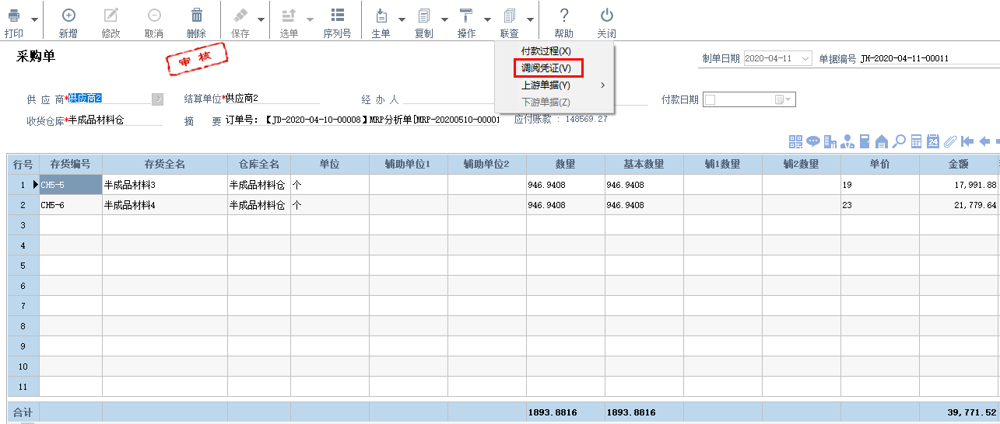 打印 新增 修改 取消 删除 保存 选单 序列号 生单 复制 操作 联查 帮助 关闭
采购单
审核
付款过程(X)
调阅凭证(V)
上游单据(Y)
下游单据(Z)
制单日期 2020-04-11 单据编号 JH-2020-04-11-00011
供 应 商*供应商2 结算单位*供应商2 经 办 人 付款日期
收货仓库*半成品材料仓 摘 要 订单号:【JD-2020-04-10-00008】MRP分析单[MRP-20200510-00001 应付账款 : 148569.27
24
行号 存货编号 存货全名 仓库全名 单位 辅助单位1 辅助单位2 数量 基本数量 辅1数量 辅2数量 单价 金额
1 CH5-5 半成品材料3 半成品材料仓 个 946.9408 946.9408 19 17,991.88
2 CH5-6 半成品材料4 半成品材料仓 个 946.9408 946.9408 23 21,779.64
3
4
5
6
7
8
9
10
11
合计 1893.8816 1893.8816 39,771.52